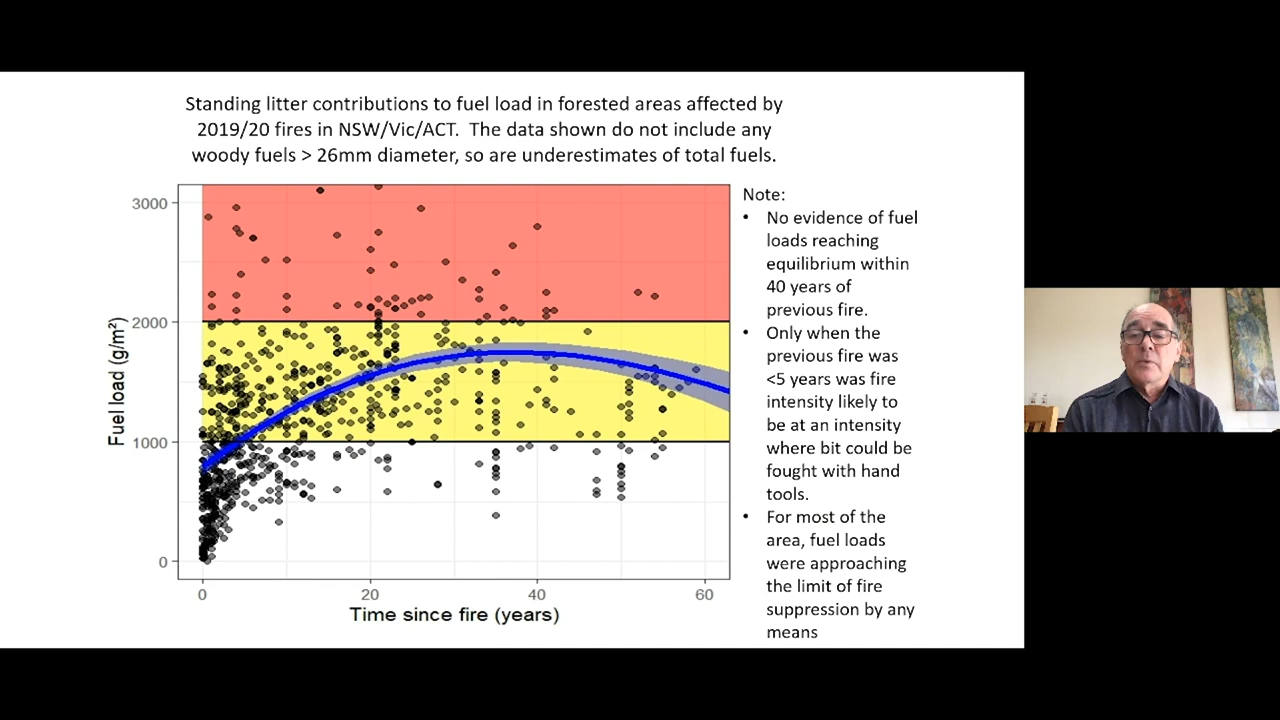 Standing litter contributions to fuel load in forested areas affected by
2019/20 fires in NSW/Vic/ACT. The data shown do not include any
woody fuels > 26mm diameter, so are underestimates of total fuels.
3000
2000
1000
0
Fuel load (g/m²)
0 20 40 60
Time since fire (years)
Note:
• No evidence of fuel
loads reaching
equilibrium within
40 years of
previous fire.
• Only when the
previous fire was
<5 years was fire
intensity likely to
be at an intensity
where bit could be
fought with hand
tools.
• For most of the
area, fuel loads
were approaching
the limit of fire
suppression by any
means